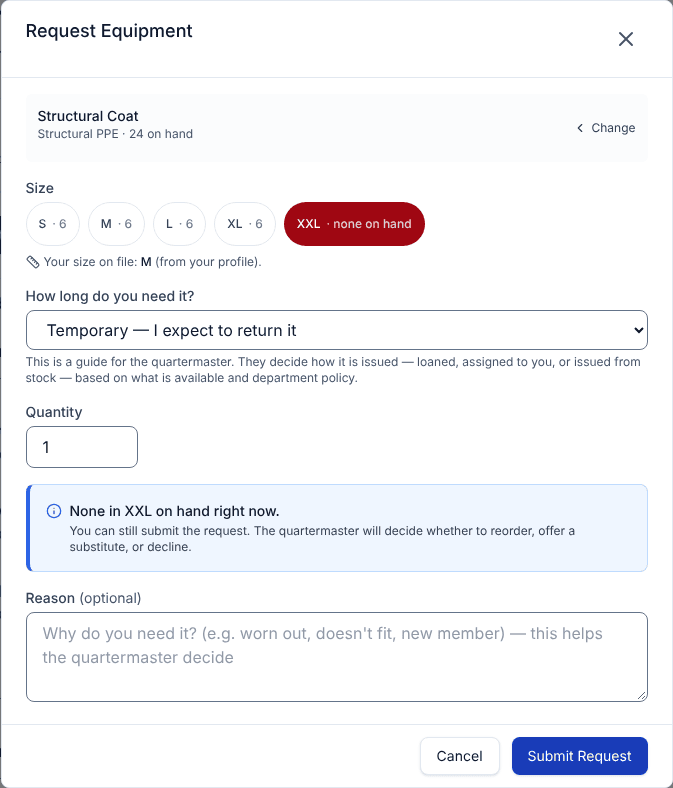 Request Equipment
Structural Coat
Structural PPE · 24 on hand
Change
Size
S · 6
M · 6
L · 6
XL · 6
XXL · none on hand
Your size on file: M (from your profile).
How long do you need it?
Temporary — I expect to return it
This is a guide for the quartermaster. They decide how it is issued — loaned, assigned to you, or issued from
stock — based on what is available and department policy.
Quantity
1
None in XXL on hand right now.
You can still submit the request. The quartermaster will decide whether to reorder, offer a
substitute, or decline.
Reason (optional)
Why do you need it? (e.g. worn out, doesn't fit, new member) — this helps
the quartermaster decide
Cancel
Submit Request